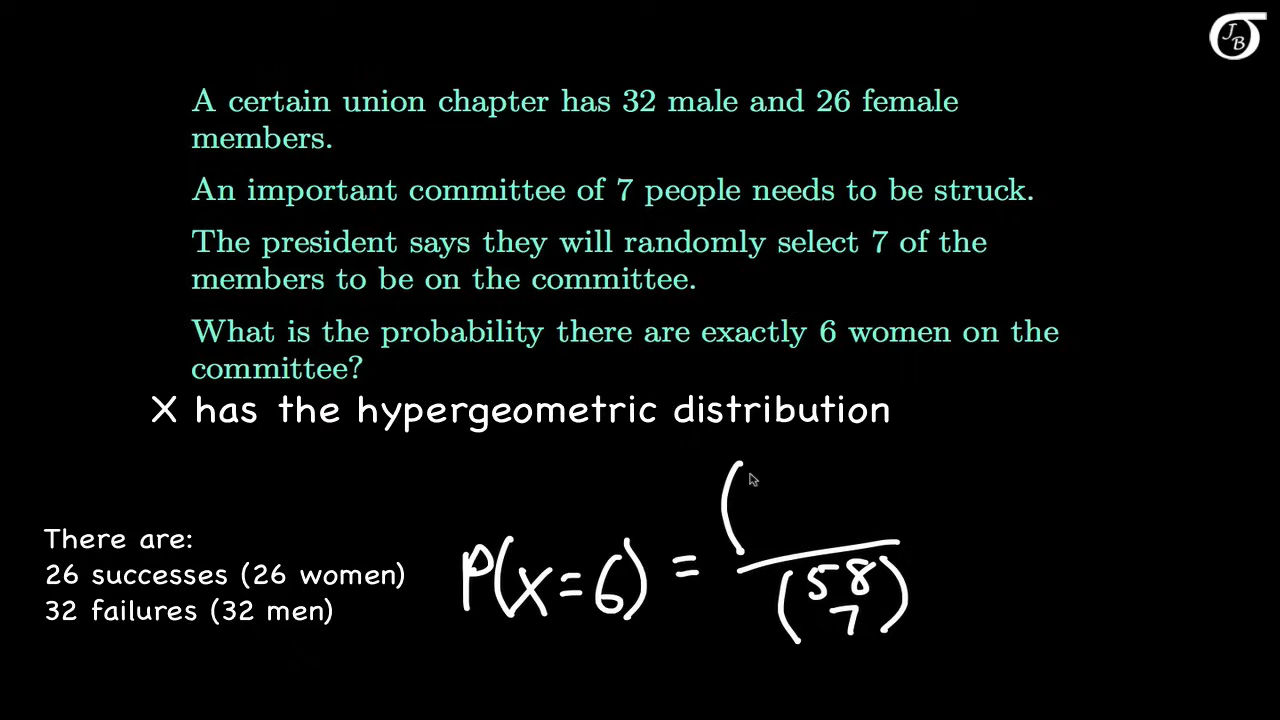 JB
A certain union chapter has 32 male and 26 female
members.
An important committee of 7 people needs to be struck.
The president says they will randomly select 7 of the
members to be on the committee.
What is the probability there are exactly 6 women on the
committee?
X has the hypergeometric distribution
There are:
26 successes (26 women)
32 failures (32 men)
P(X=6) = (
(58
7)